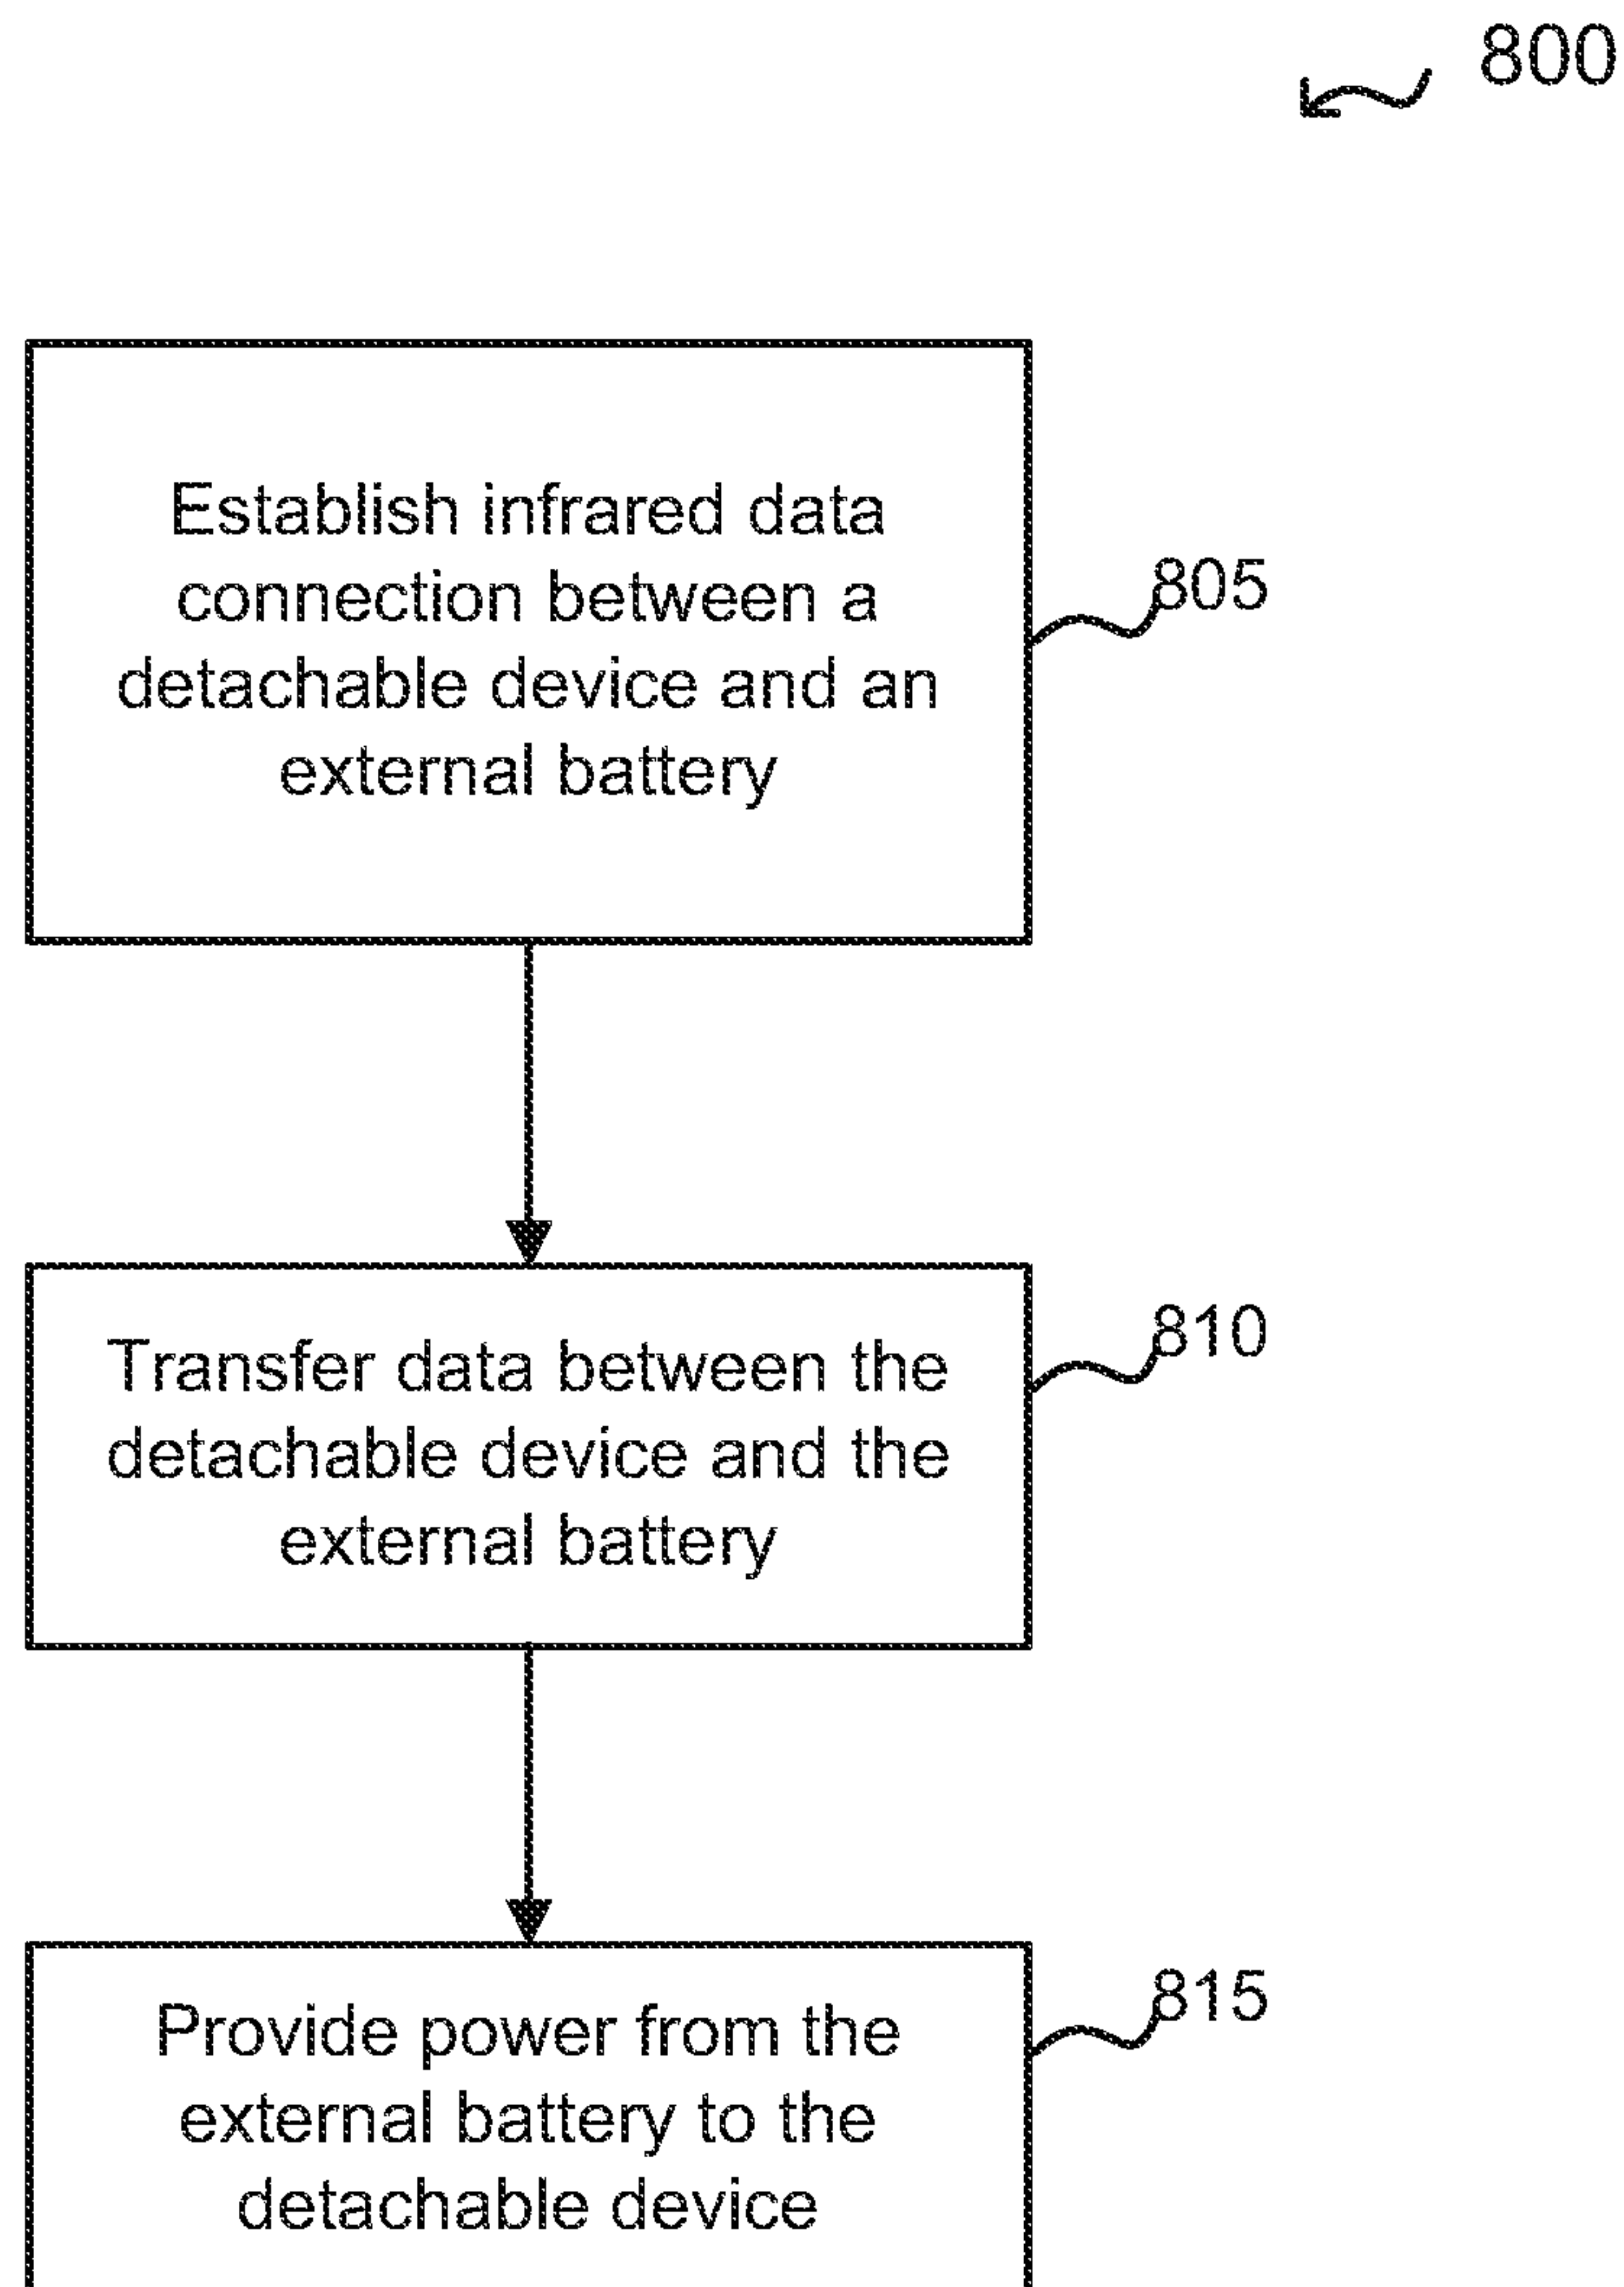 800
Establish infrared data
connection between a
detachable device and an
external battery
805
Transfer data between the
detachable device and the
external battery
810
Provide power from the
external battery to the
detachable device
815